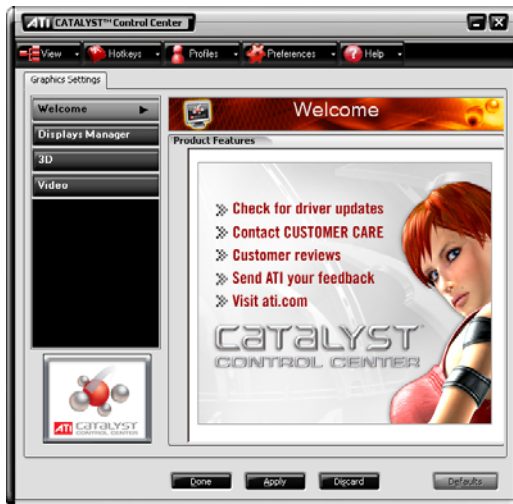 ATI CATALYST™ Control Center
View Hotkeys Profiles Preferences Help
Graphics Settings
Welcome
Displays Manager
3D
Video
Welcome
Product Features
Check for driver updates
Contact CUSTOMER CARE
Customer reviews
Send ATI your feedback
Visit ati.com
CATALYST
CONTROL CENTER
ATI CATALYST
CONTROL CENTER
Done Apply Discard Defaults